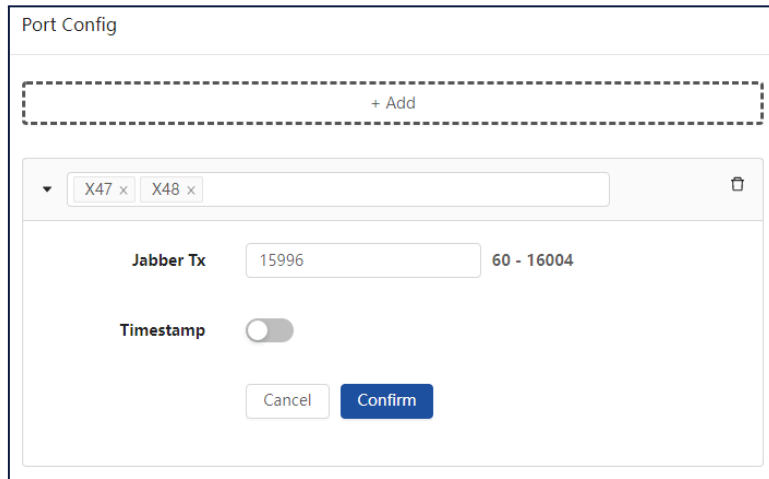 Port Config
+ Add
X47 × X48 ×
Jabber Tx 15996 60 - 16004
Timestamp
Cancel Confirm